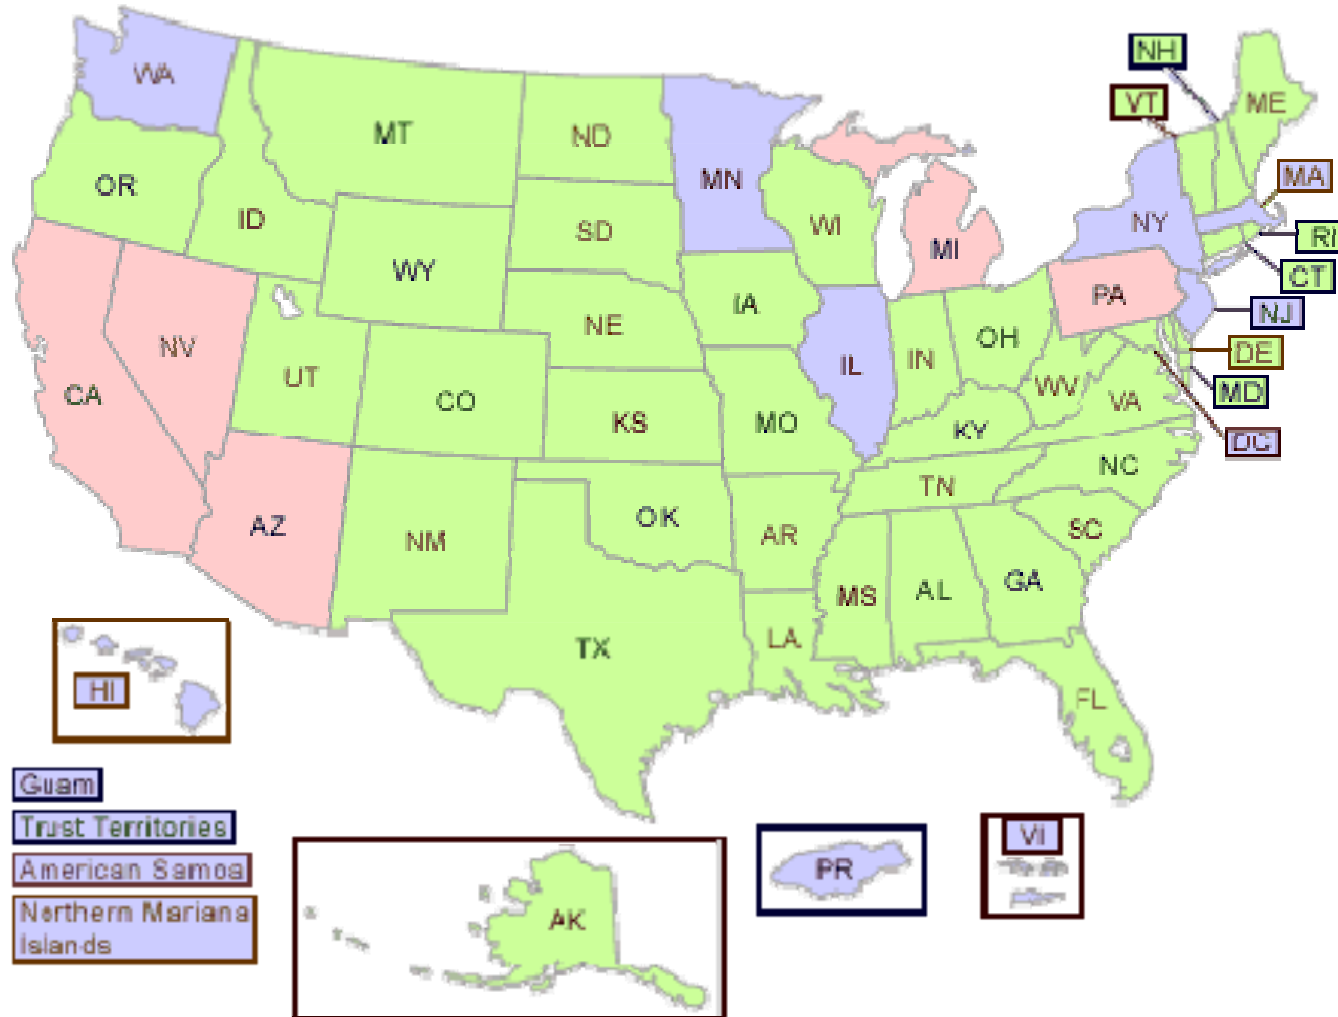 NH
WA
VT
ME
MT
ND
MN
MA
OR
ID
SD
WI
NY
RI
WY
MI
CT
IA
PA
NJ
NE
OH
NV
UT
IL
IN
DE
CA
CO
WV
MD
VA
KS
MO
KY
DC
NC
TN
AZ
NM
OK
AR
SC
MS
AL
GA
TX
LA
HI
FL
Guam
Trust Territories
American Samoa
Northern Mariana
Islands
VI
PR
AK